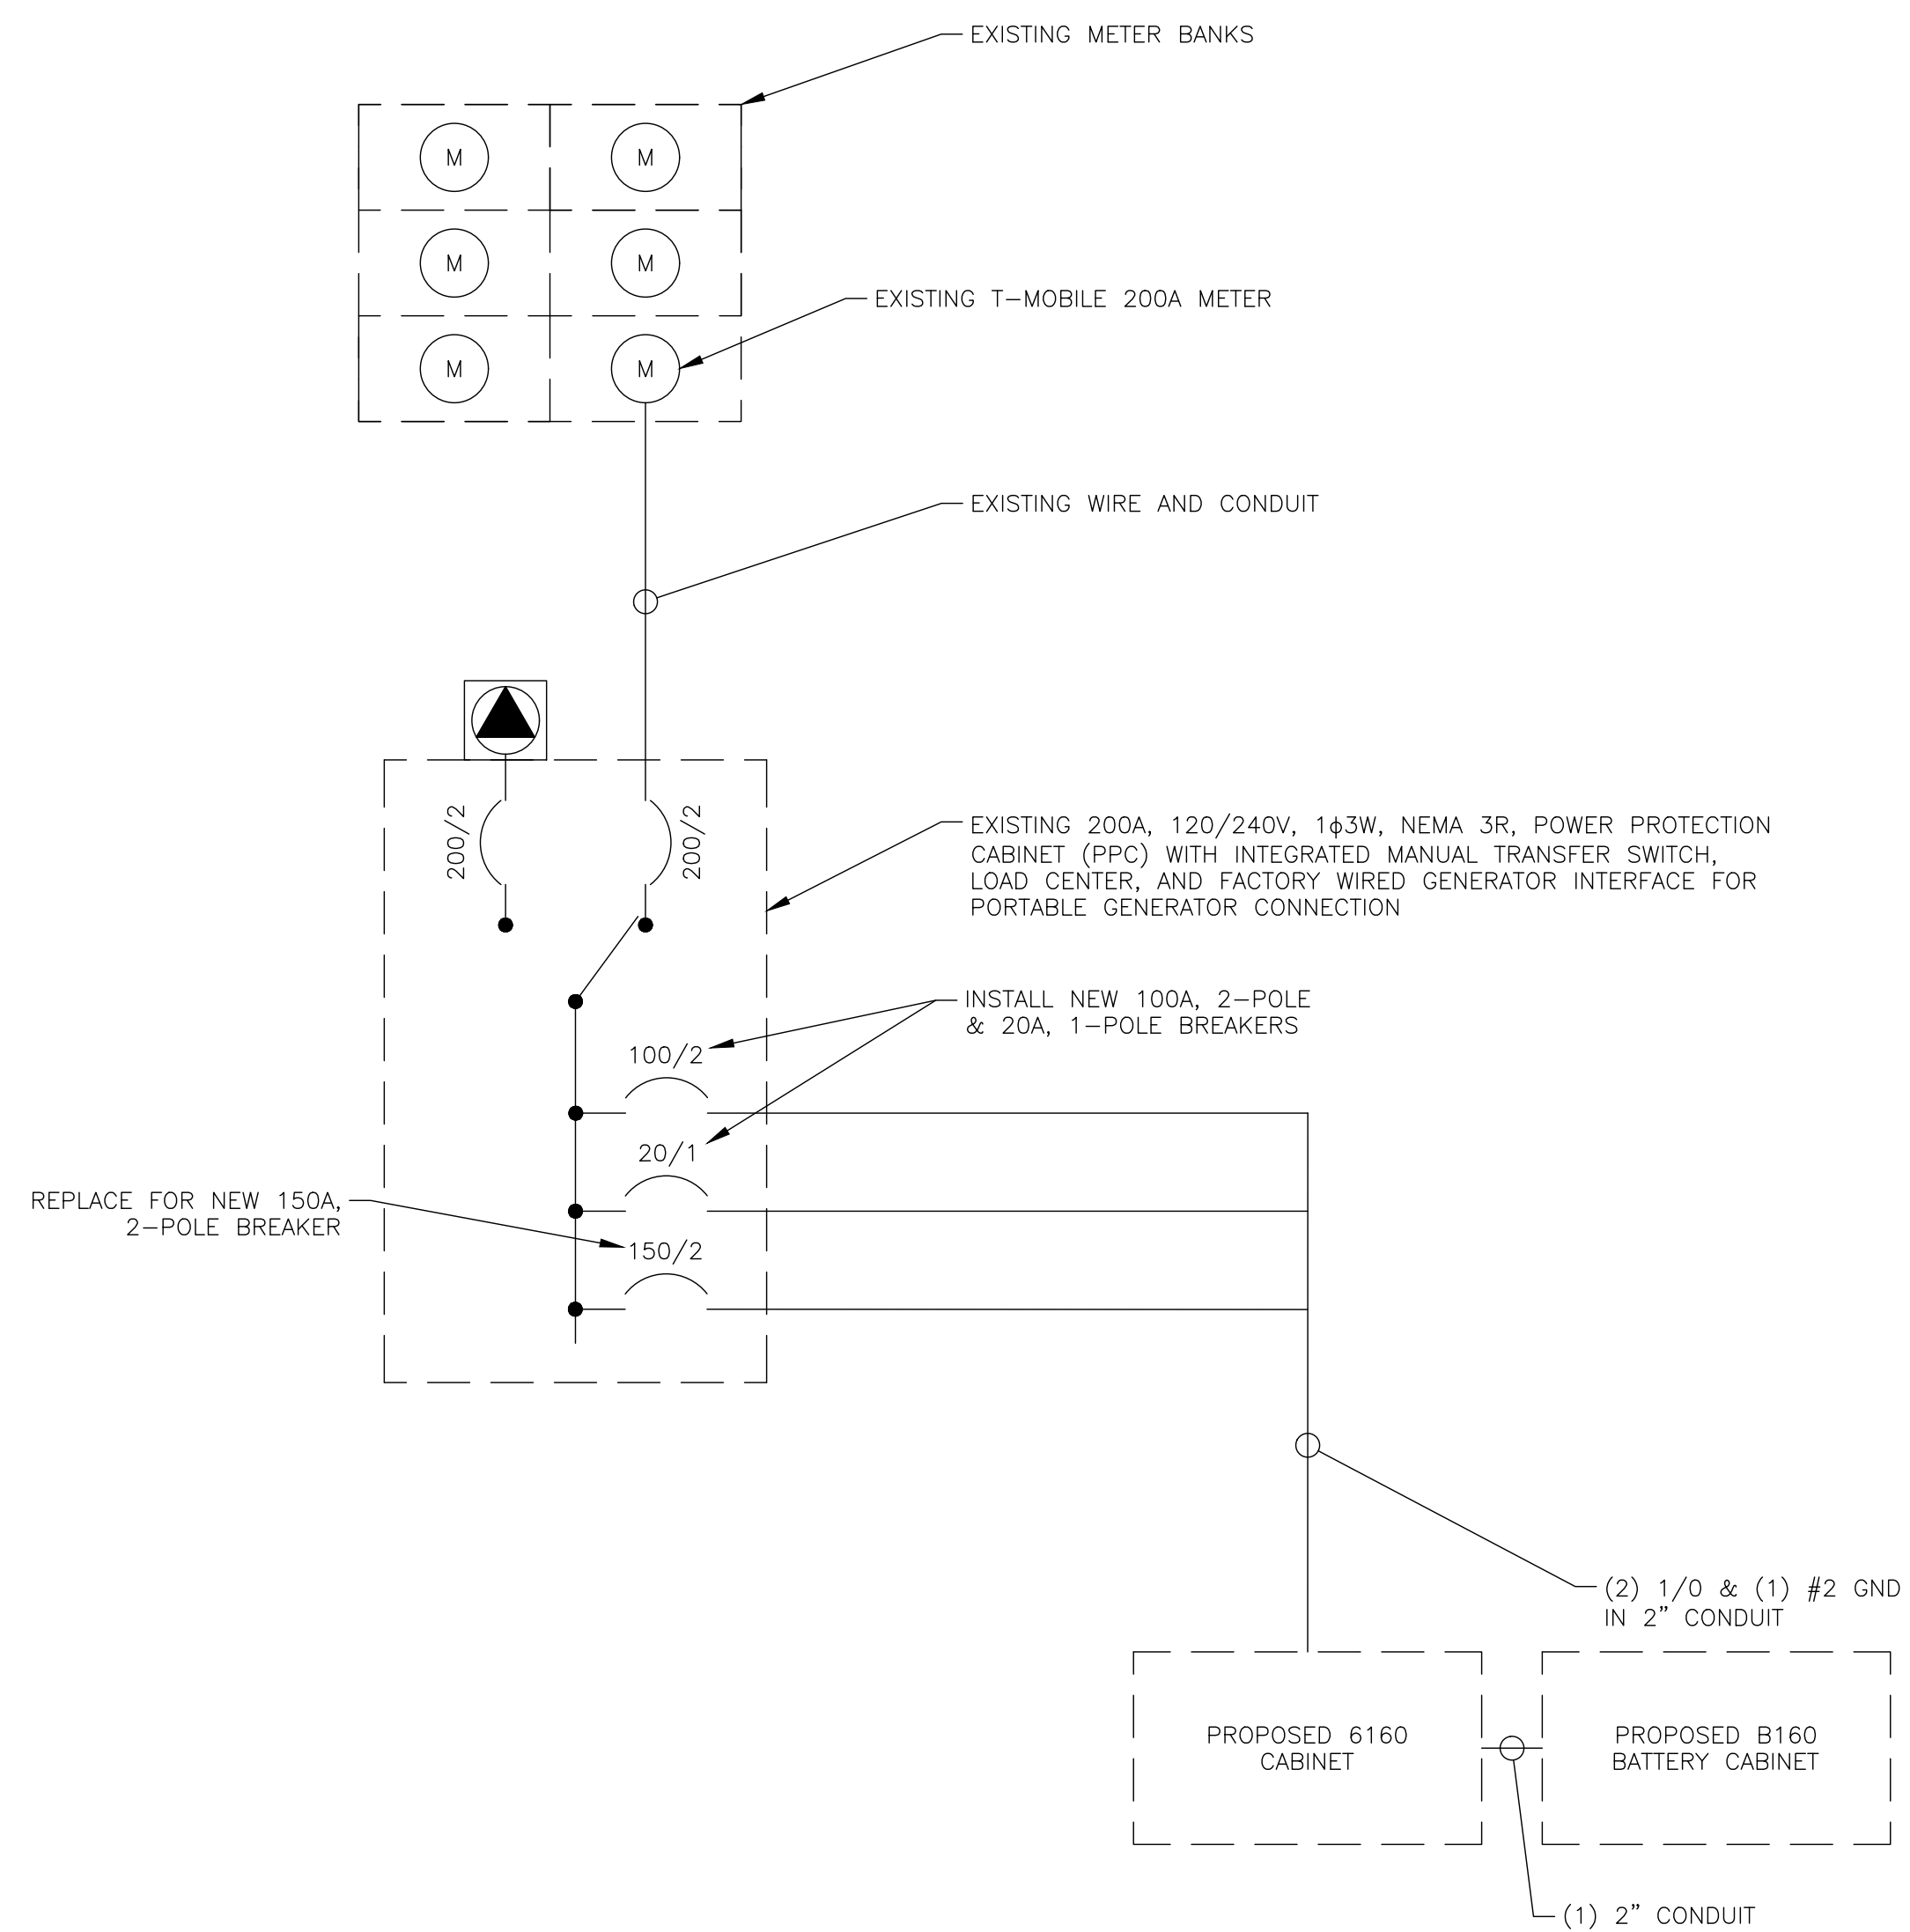 EXISTING METER BANKS
M
M
M
M
EXISTING T-MOBILE 200A METER
M
M
EXISTING WIRE AND CONDUIT
200/2
200/2
EXISTING 200A, 120/240V, 1ϕ3W, NEMA 3R, POWER PROTECTION
CABINET (PPC) WITH INTEGRATED MANUAL TRANSFER SWITCH,
LOAD CENTER, AND FACTORY WIRED GENERATOR INTERFACE FOR
PORTABLE GENERATOR CONNECTION
INSTALL NEW 100A, 2-POLE
& 20A, 1-POLE BREAKERS
100/2
20/1
REPLACE FOR NEW 150A,
2-POLE BREAKER
150/2
(2) 1/0 & (1) #2 GND
IN 2" CONDUIT
PROPOSED 6160
CABINET
PROPOSED B160
BATTERY CABINET
(1) 2" CONDUIT